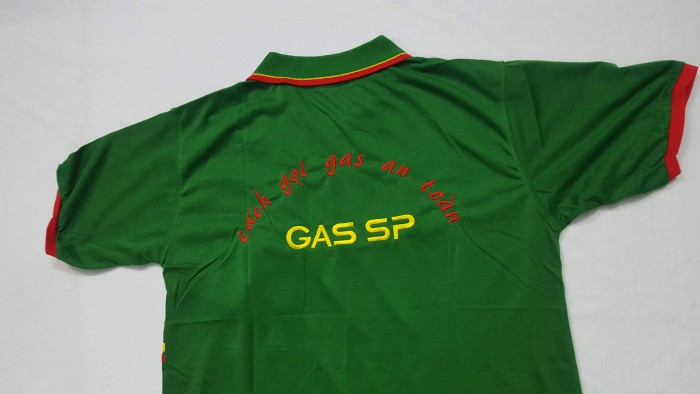 cách gọi gas an toàn
GAS SP